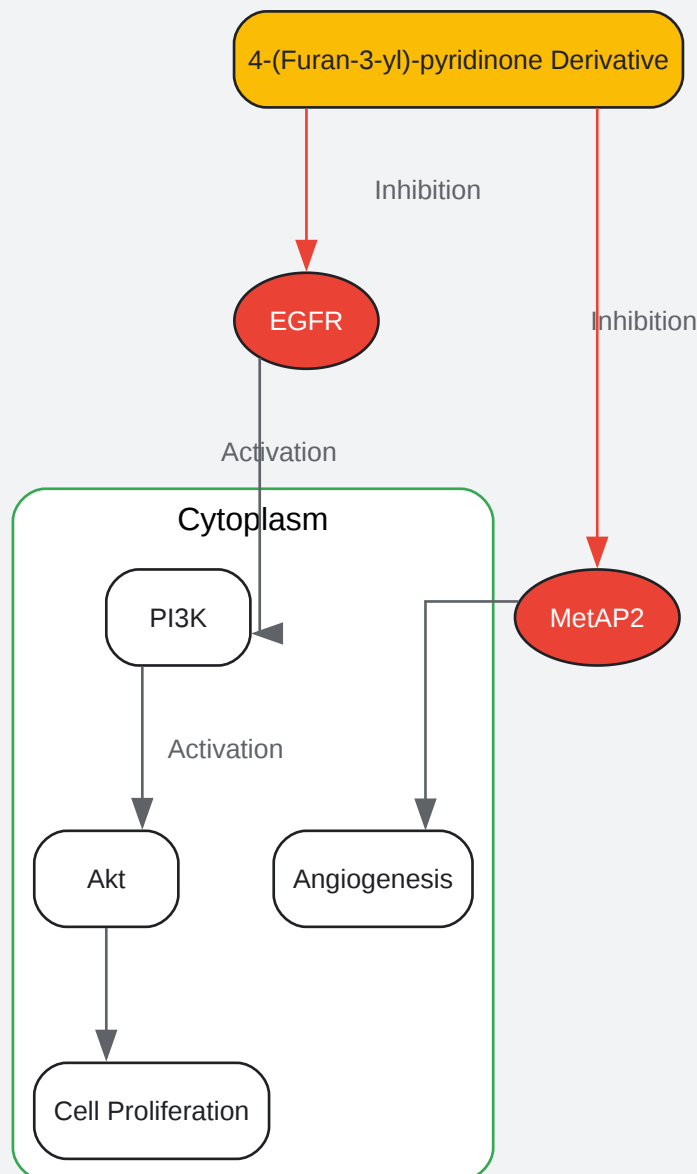 4-(Furan-3-yl)-pyridinone Derivative
Inhibition
EGFR
Inhibition
Activation
Cytoplasm
PI3K
MetAP2
Activation
Akt
Angiogenesis
Cell Proliferation